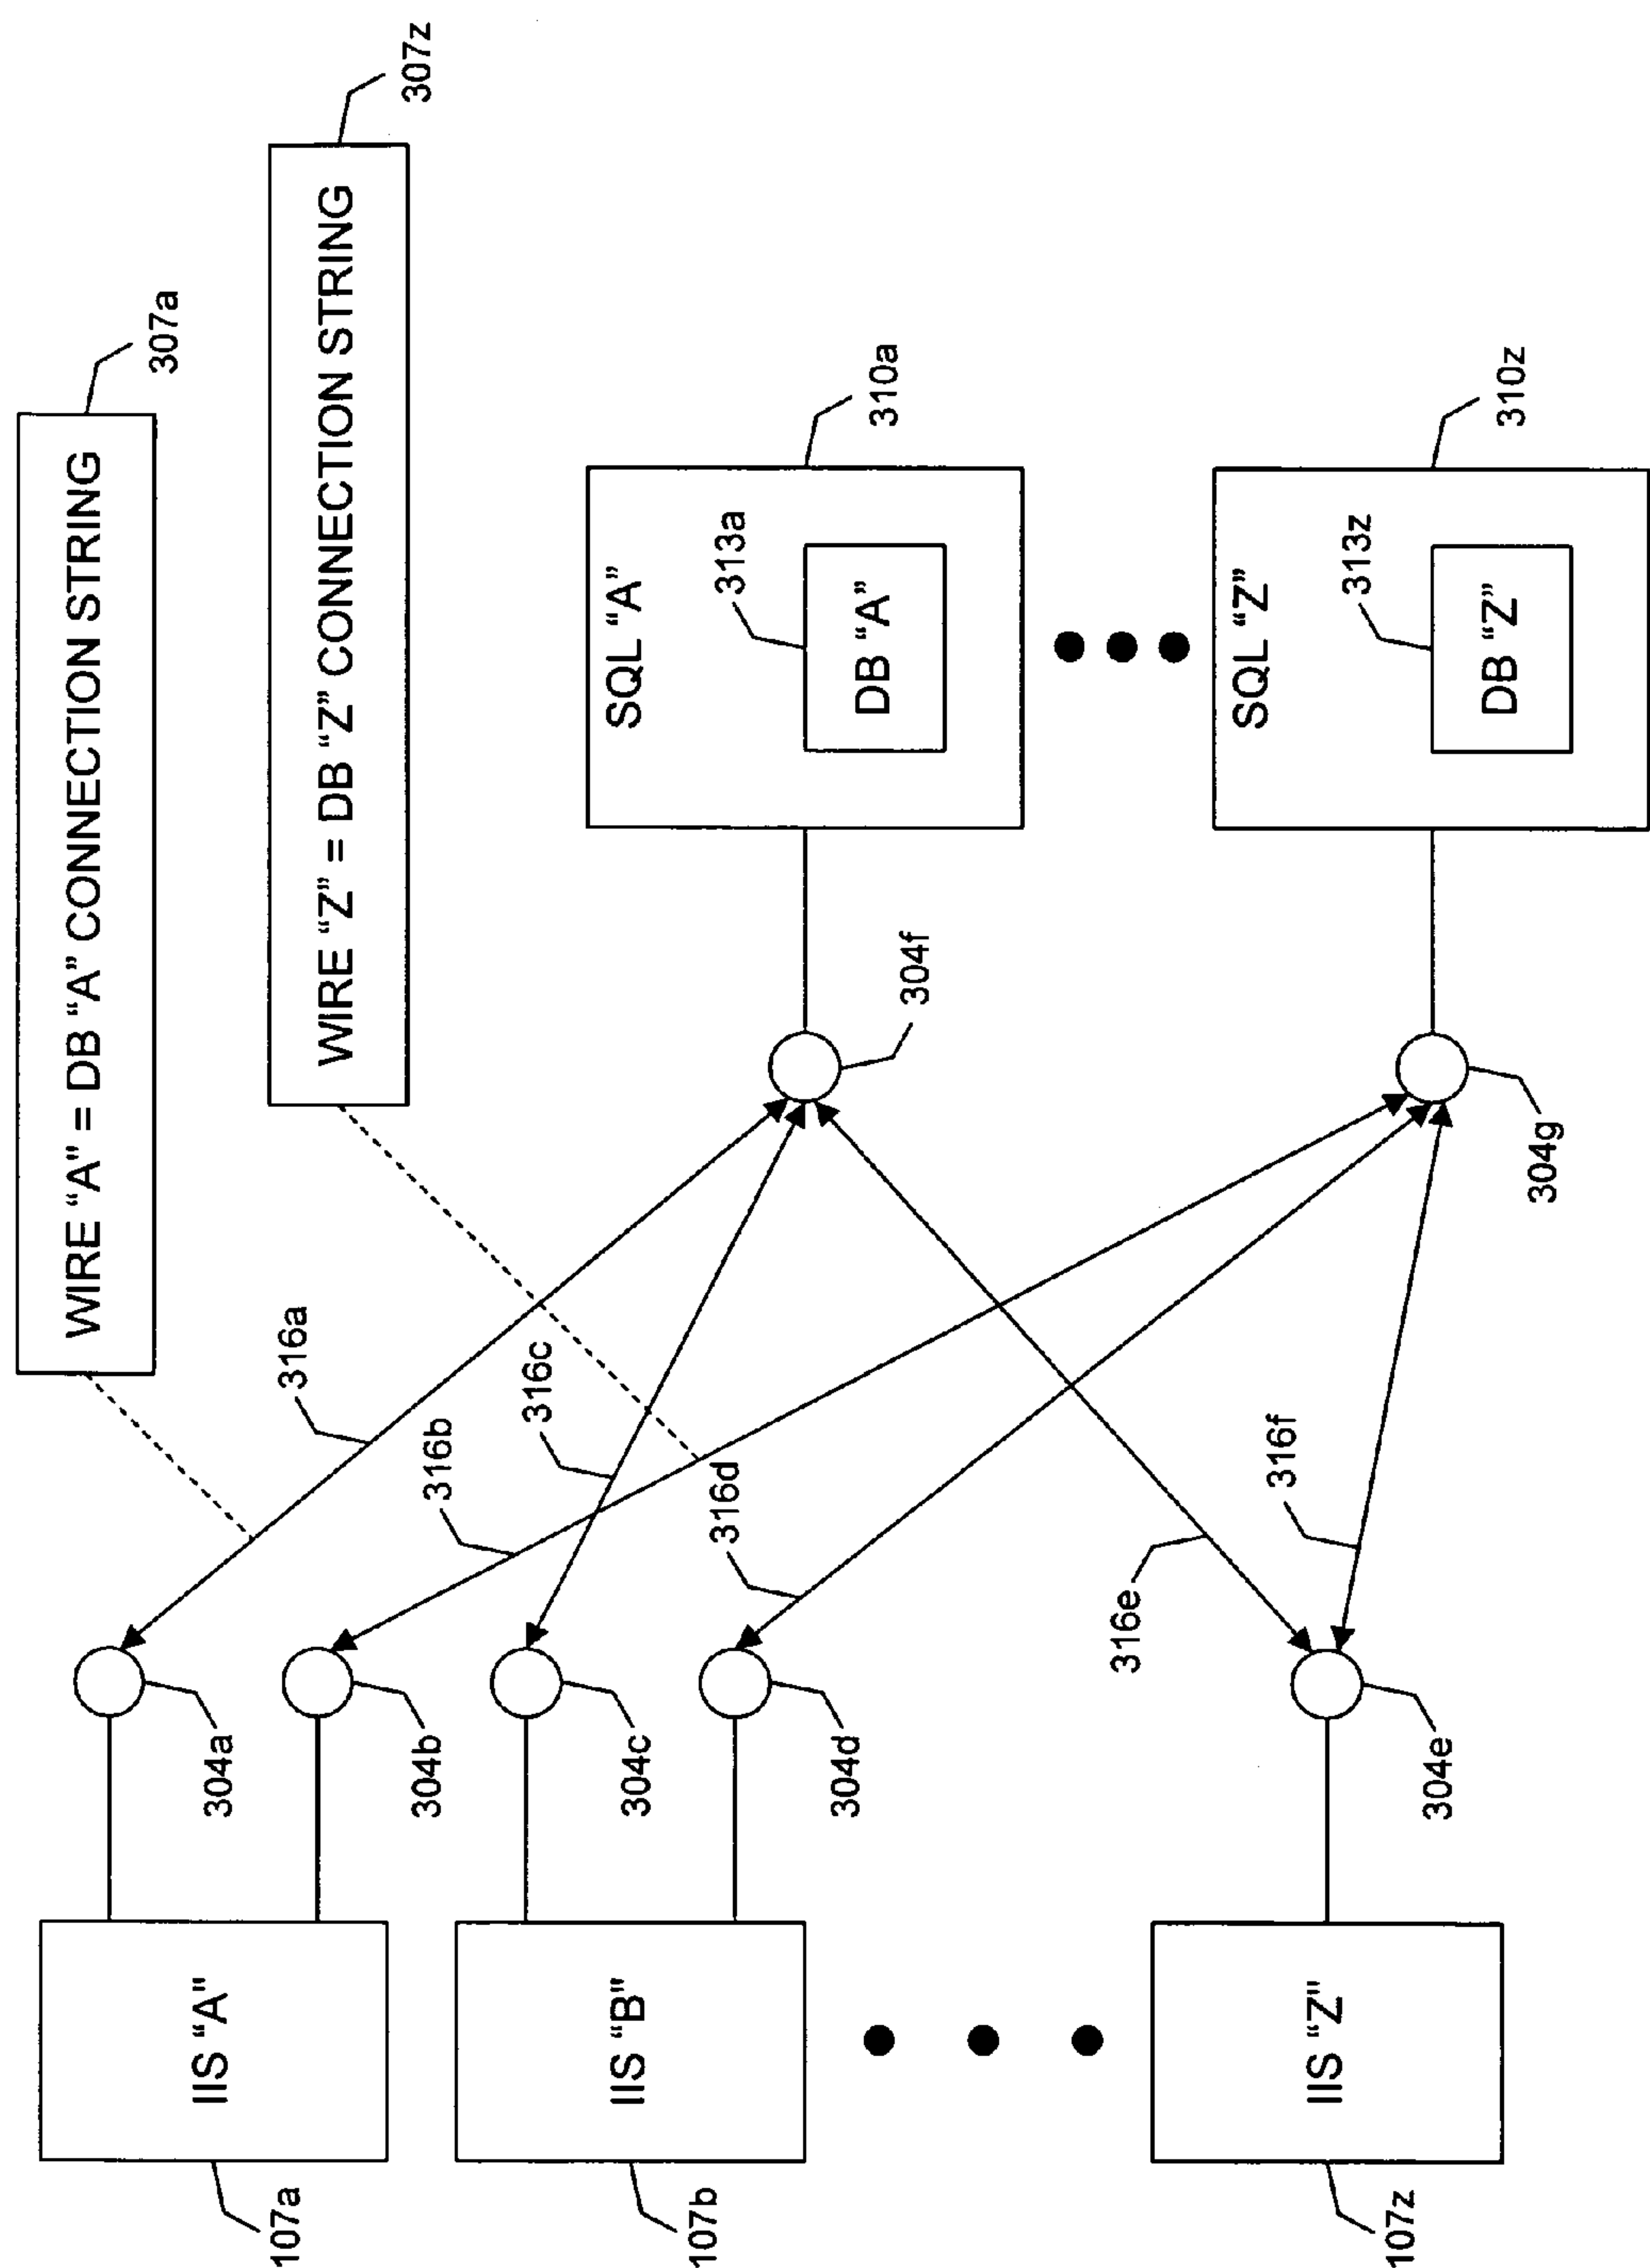 WIRE “A" = DB “A” CONNECTION STRING
307a
WIRE “Z” = DB “Z” CONNECTION STRING
307z
IIS “A"
107a
304a
304b
316a
316b
316c
IIS “B"
107b
304c
304d
316d
SQL “A”
310a
313a
DB “A”
304f
IIS “Z"
107z
304e
316e
316f
SQL “Z”
310z
313z
DB “Z”
304g